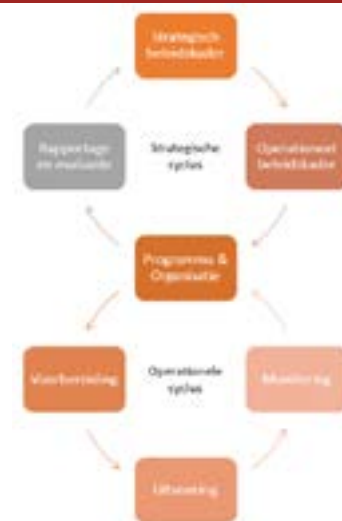 Strategisch
beleidskader
Rapportage
en evaluatie
Strategische
cyclus
Operationeel
beleidskader
Programma &
Organisatie
Voorbereiding
Operationele
cyclus
Monitoring
Uitvoering